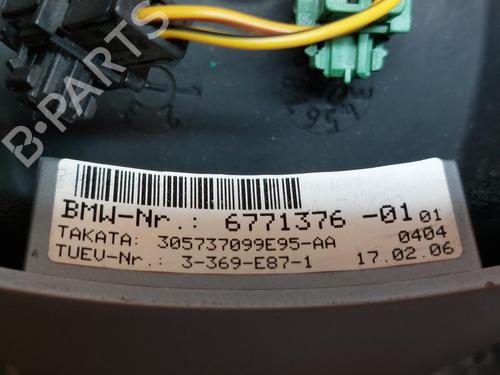 B-PARTS
BMW-Nr.: 6771376 -01 01
TAKATA: 305737099E95-AA 0404
TUEV-Nr.: 3-369-E87-1 17.02.06